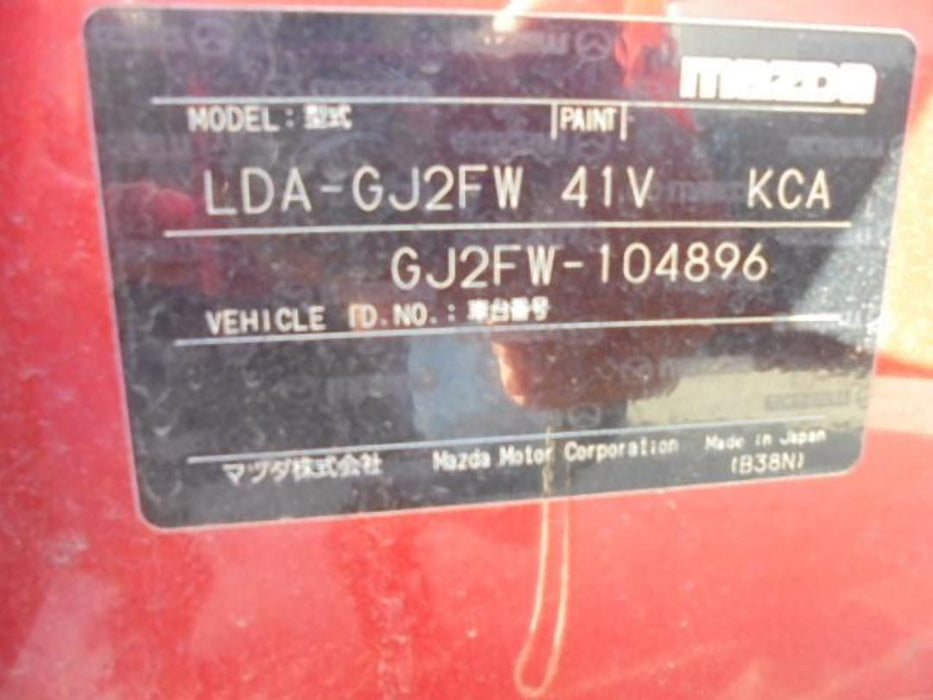 mazda
MODEL: 型式 PAINT
LDA-GJ2FW 41V KCA
GJ2FW-104896
VEHICLE ID.NO.: 車台番号
マツダ株式会社 Mazda Motor Corporation Made in Japan
(B38N)